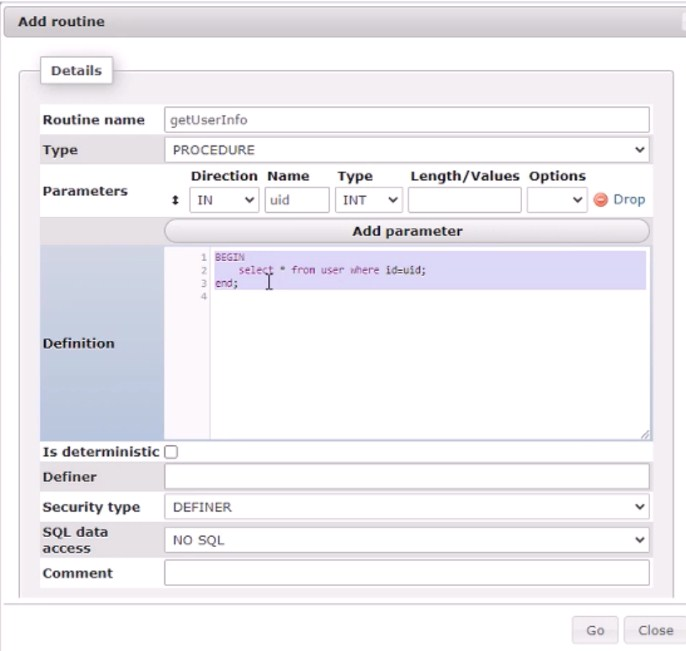 Add routine
Details
Routine name getUserInfo
Type PROCEDURE
Direction Name Type Length/Values Options
Parameters IN uid INT Drop
Add parameter
1 BEGIN
2 select * from user where id=uid;
3 end;
4
Definition
Is deterministic
Definer
Security type DEFINER
SQL data
access NO SQL
Comment
Go Close